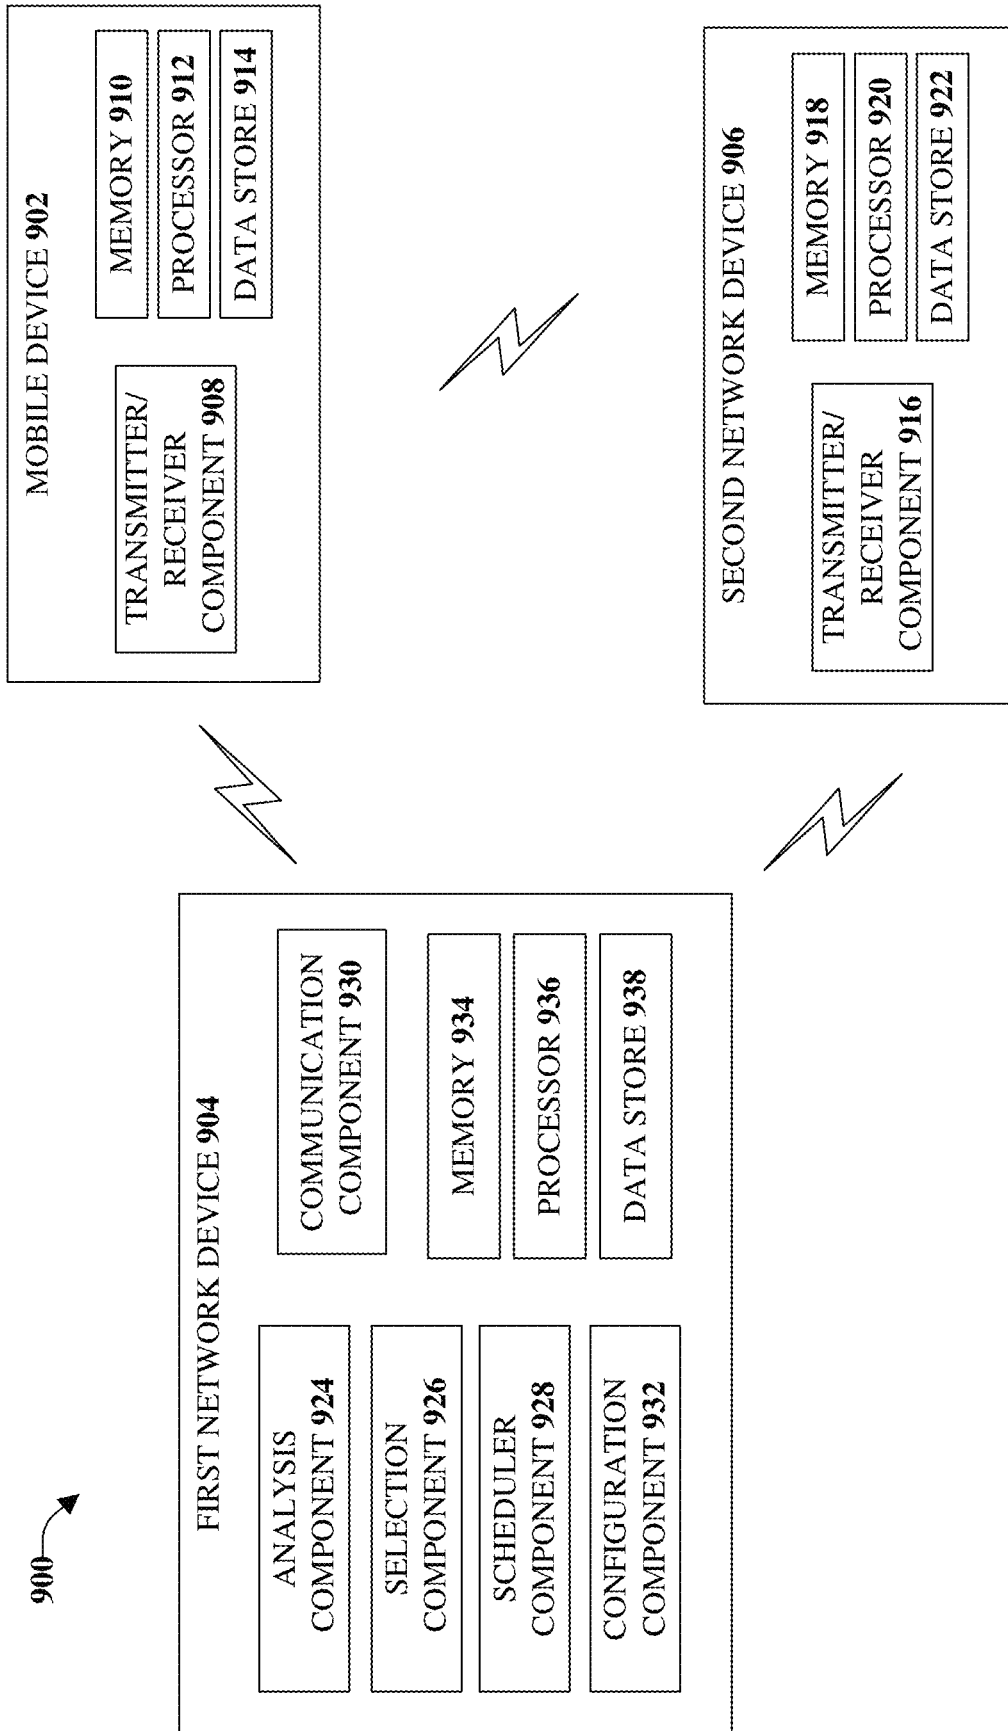 900
FIRST NETWORK DEVICE 904
ANALYSIS
COMPONENT 924
SELECTION
COMPONENT 926
SCHEDULER
COMPONENT 928
CONFIGURATION
COMPONENT 932
COMMUNICATION
COMPONENT 930
MEMORY 934
PROCESSOR 936
DATA STORE 938
MOBILE DEVICE 902
TRANSMITTER/
RECEIVER
COMPONENT 908
MEMORY 910
PROCESSOR 912
DATA STORE 914
SECOND NETWORK DEVICE 906
TRANSMITTER/
RECEIVER
COMPONENT 916
MEMORY 918
PROCESSOR 920
DATA STORE 922